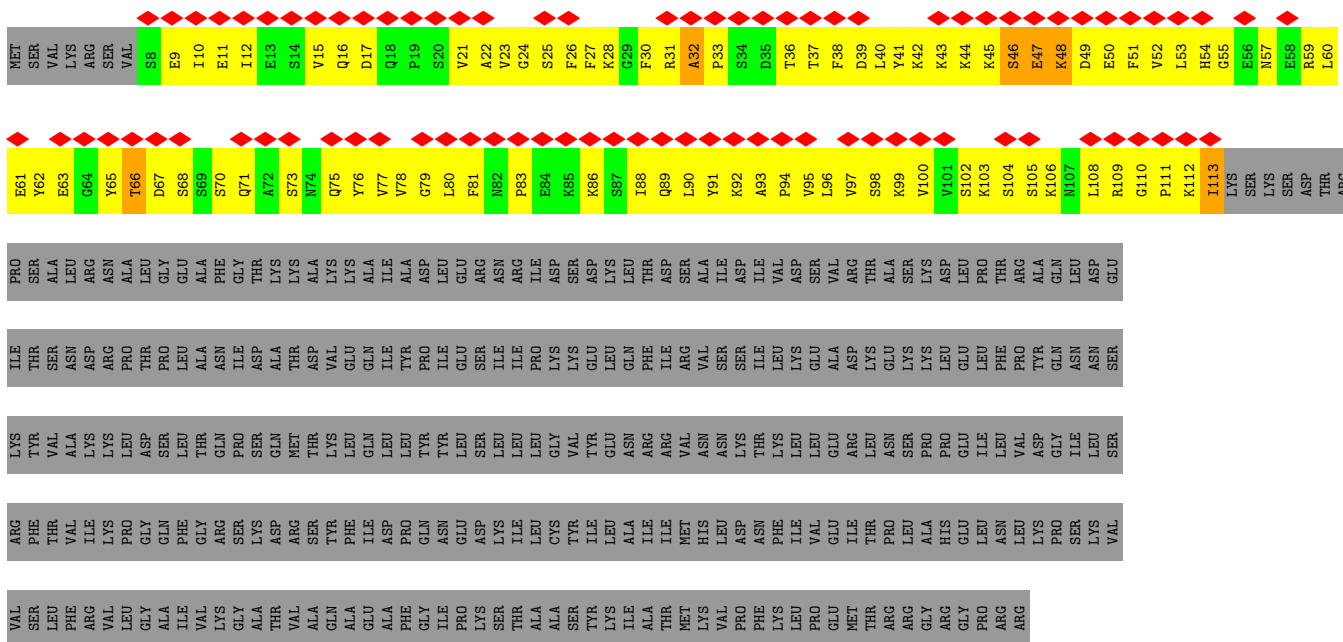 MET SER VAL LYS ARG SER VAL S8 E9 I10 E11 I12 E13 S14 V15 Q16 D17 Q18 P19 S20 V21 A22 V23 G24 S25 F26 F27 K28 G29 F30 R31 A32 P33 S34 D35 T36 T37 F38 D39 L40 Y41 K42 K43 K44 K45 S46 E47 K48 D49 E50 F51 V52 L53 H54 G55 E56 N57 E58 R59 L60
E61 Y62 E63 G64 Y65 T66 D67 S68 S69 S70 Q71 A72 S73 N74 Q75 Y76 V77 V78 G79 L80 F81 N82 P83 E84 K85 K86 S87 I88 Q89 L90 Y91 K92 A93 P94 V95 L96 V97 S98 K99 V100 V101 S102 K103 S104 S105 K106 N107 L108 R109 G110 P111 K112 I113 LYS SER LYS SER ASP THR ARG
PRO SER ALA LEU ARG ASN ALA LEU GLY GLU ALA PHE GLY THR LYS LYS ALA LYS LYS ALA ILE ALA ASP LEU GLU ARG ASN ARG ILE ASP SER ASP LYS LEU THR ASP SER ALA ILE ASP ILE VAL ASP SER VAL ARG THR ALA SER LYS ASP LEU PRO THR ARG ALA GLN LEU ASP GLU
ILE THR SER ASN ASP ARG PRO THR PRO LEU ALA ASN ILE ASP ALA THR ASP VAL GLU GLN ILE TYR PRO ILE GLU SER ILE ILE PRO LYS LYS GLU LEU GLN PHE ILE ARG VAL SER SER ILE LEU LYS GLU ALA ASP LYS GLU LYS LYS LEU GLU LEU PHE PRO TYR GLN ASN ASN SER
LYS TYR VAL ALA LYS LYS LEU ASP SER LEU THR GLN PRO SER GLN MET THR LYS LEU GLN LEU LEU TYR TYR LEU SER LEU LEU LEU GLY VAL TYR GLU ASN ARG ARG VAL ASN ASN LYS THR LYS LEU LEU GLU ARG LEU ASN SER PRO PRO GLU ILE LEU VAL ASP GLY ILE LEU SER
ARG PHE THR VAL ILE LYS PRO GLY GLN PHE GLY ARG SER LYS ASP ARG SER TYR PHE ILE ASP PRO GLN ASN GLU ASP LYS ILE LEU CYS TYR ILE LEU ALA ILE ILE MET HIS LEU ASP ASN PHE ILE VAL GLU ILE THR PRO LEU ALA HIS GLU LEU ASN LEU LYS PRO SER LYS VAL
VAL SER LEU PHE ARG VAL LEU GLY ALA ILE VAL LYS GLY ALA THR VAL ALA GLN ALA GLU ALA PHE GLY ILE PRO LYS SER THR ALA ALA SER TYR LYS ILE ALA THR MET LYS VAL PRO PHE LYS LEU PRO GLU MET THR ARG ARG GLY ARG GLY PRO ARG ARG